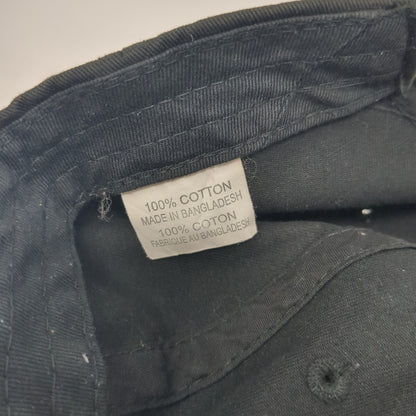 100% COTTON
MADE IN BANGLADESH
100% COTON
FABRIQUE AU BANGLADESH